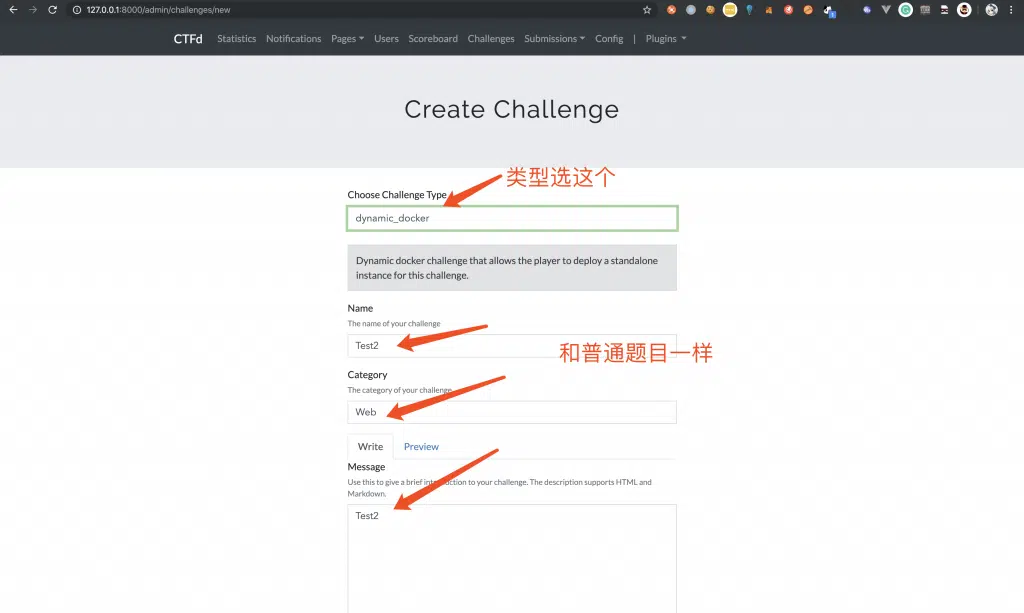 127.0.0.1:8000/admin/challenges/new
CTFd Statistics Notifications Pages Users Scoreboard Challenges Submissions Config | Plugins
Create Challenge
类型选这个
Choose Challenge Type
dynamic_docker
Dynamic docker challenge that allows the player to deploy a standalone
instance for this challenge.
Name
The name of your challenge
Test2
和普通题目一样
Category
The category of your challenge
Web
Write Preview
Message
Use this to give a brief introduction to your challenge. The description supports HTML and
Markdown.
Test2